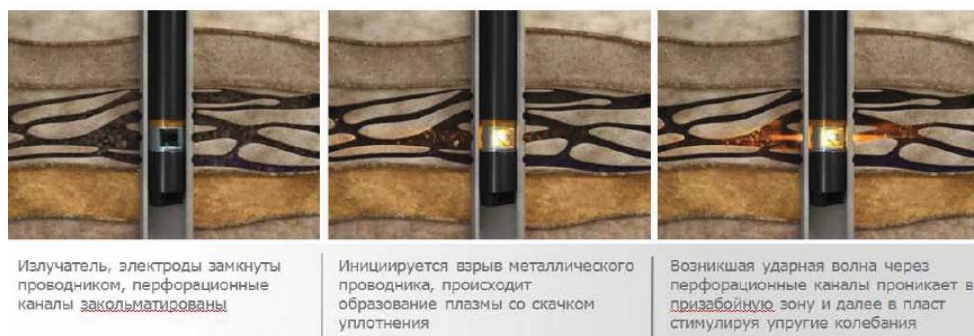 Излучатель, электроды замкнуты
проводником, перфорационные
каналы закольматированы
Инициируется взрыв металлического
проводника, происходит
образование плазмы со скачком
уплотнения
Возникшая ударная волна через
перфорационные каналы проникает в
призабойную зону и далее в пласт
стимулируя упругие колебания